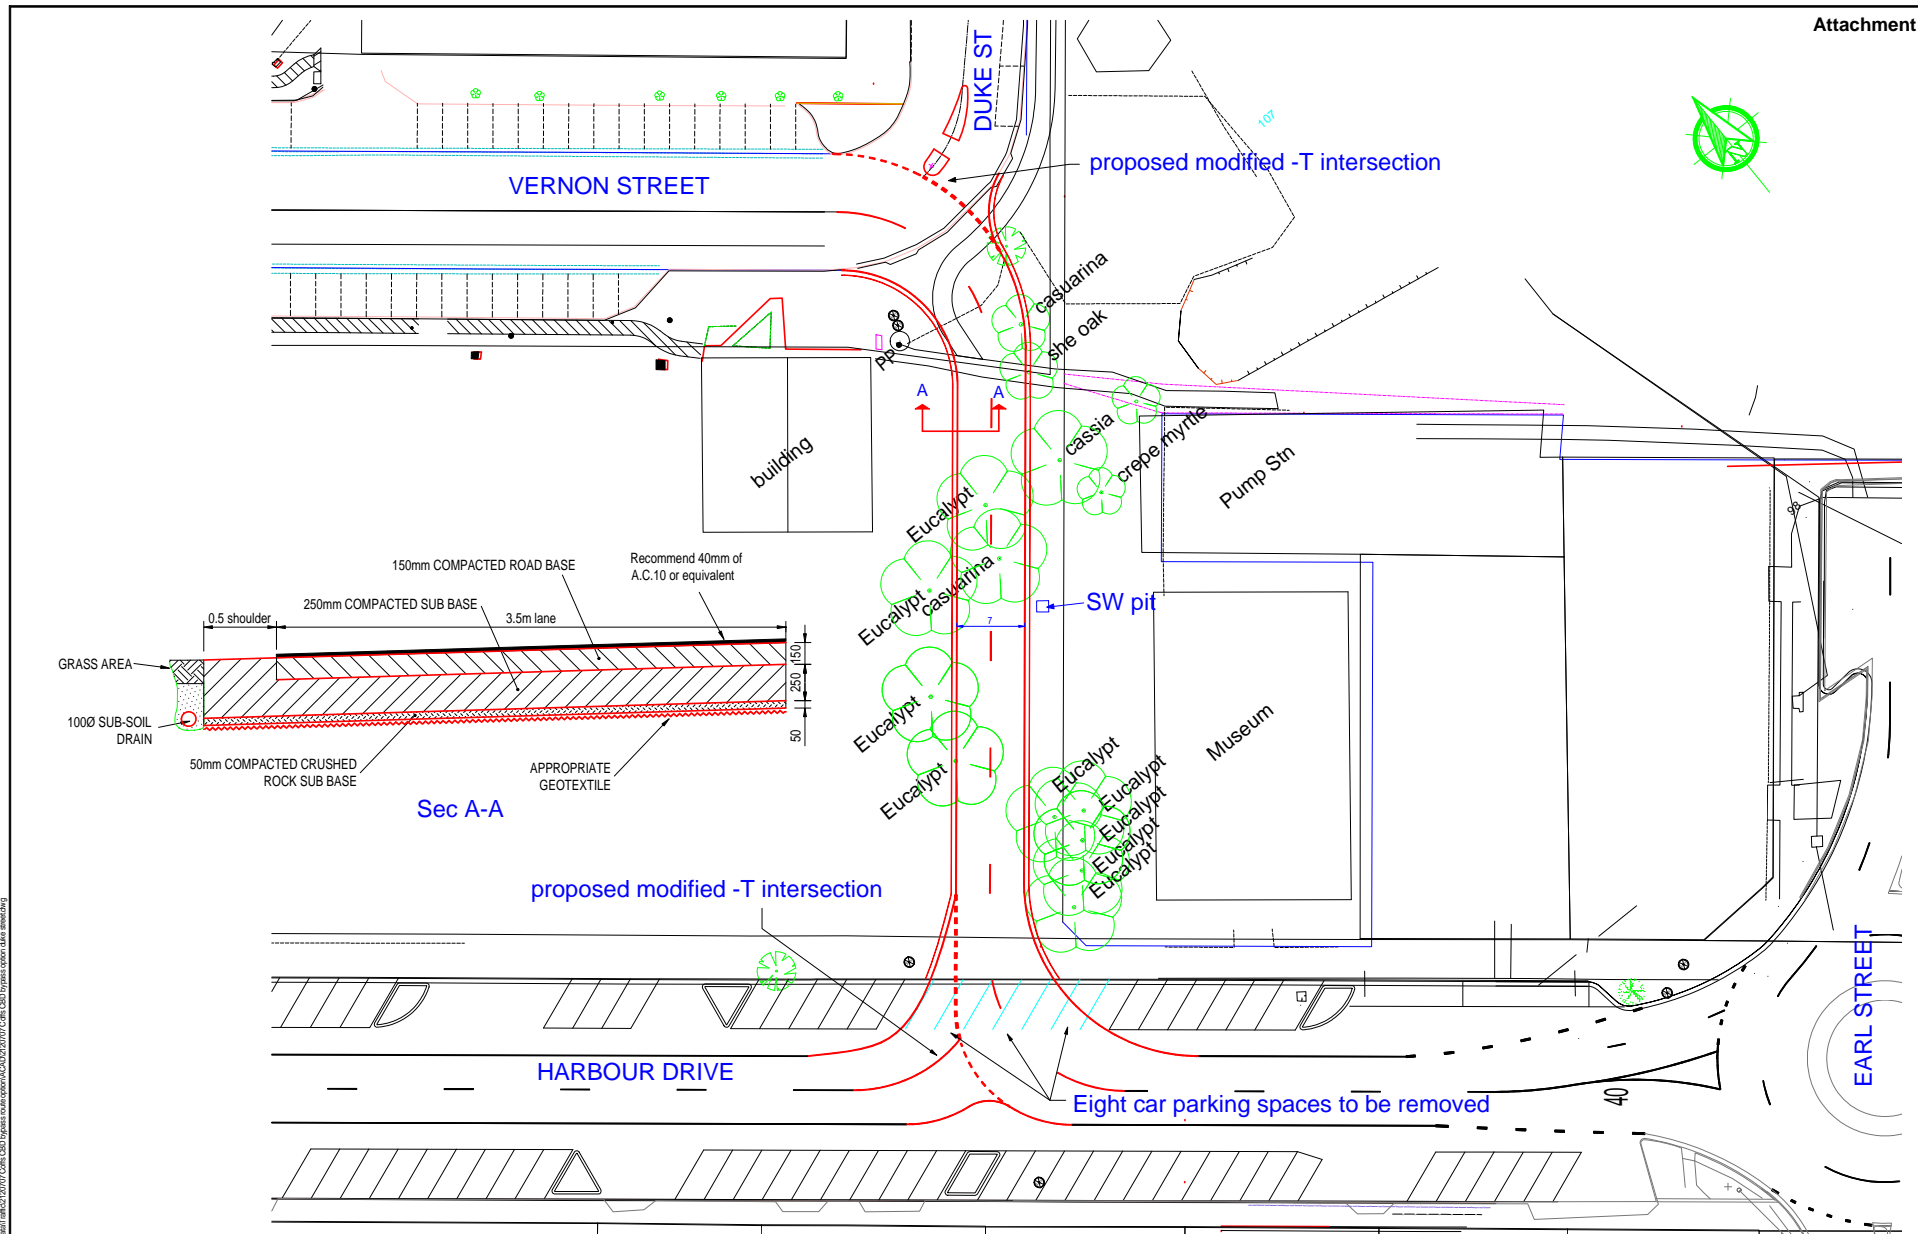 Attachment
DUKE ST
107
proposed modified -T intersection
VERNON STREET
casuarina
she oak
PP
A
A
cassia
crepe myrtle
building
Pump Stn
Eucalypt
98
casuarina
Eucalypt
SW pit
7
150mm COMPACTED ROAD BASE
Recommend 40mm of
A.C.10 or equivalent
250mm COMPACTED SUB BASE
0.5 shoulder
3.5m lane
GRASS AREA
150
250
50
100Ø SUB-SOIL
DRAIN
50mm COMPACTED CRUSHED
ROCK SUB BASE
APPROPRIATE
GEOTEXTILE
Sec A-A
Eucalypt
Eucalypt
Museum
Eucalypt
Eucalypt
Eucalypt
Eucalypt
Eucalypt
proposed modified -T intersection
HARBOUR DRIVE
EARL STREET
40
Eight car parking spaces to be removed